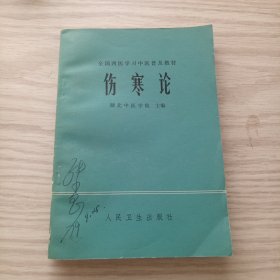 全国西医学习中医普及教材
伤寒论
湖北中医学院 主编
人民卫生出版社